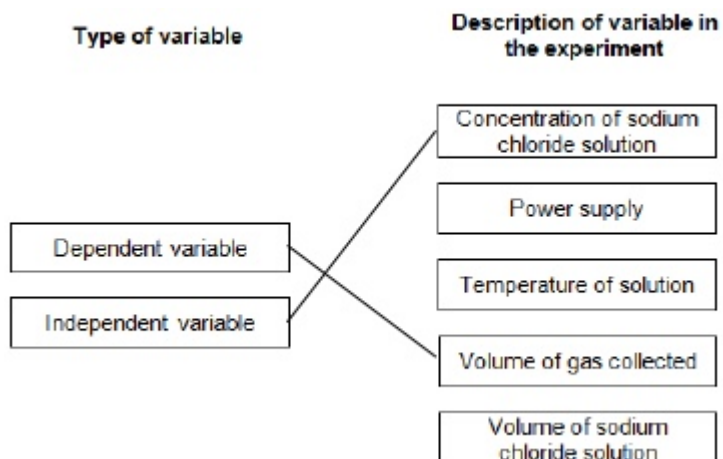 Type of variable
Description of variable in
the experiment
Concentration of sodium
chloride solution
Power supply
Dependent variable
Temperature of solution
Independent variable
Volume of gas collected
Volume of sodium
chloride solution